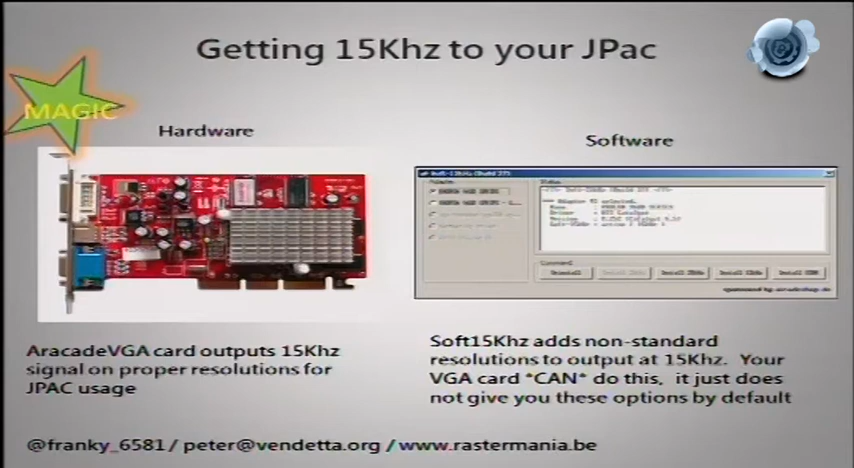 Getting 15Khz to your JPac
MAGIC
Hardware
Software
AracadeVGA card outputs 15Khz
signal on proper resolutions for
JPAC usage
Soft15Khz adds non-standard
resolutions to output at 15Khz. Your
VGA card *CAN* do this, it just does
not give you these options by default
@franky_6581/ peter@vendetta.org /www.rastermania.be